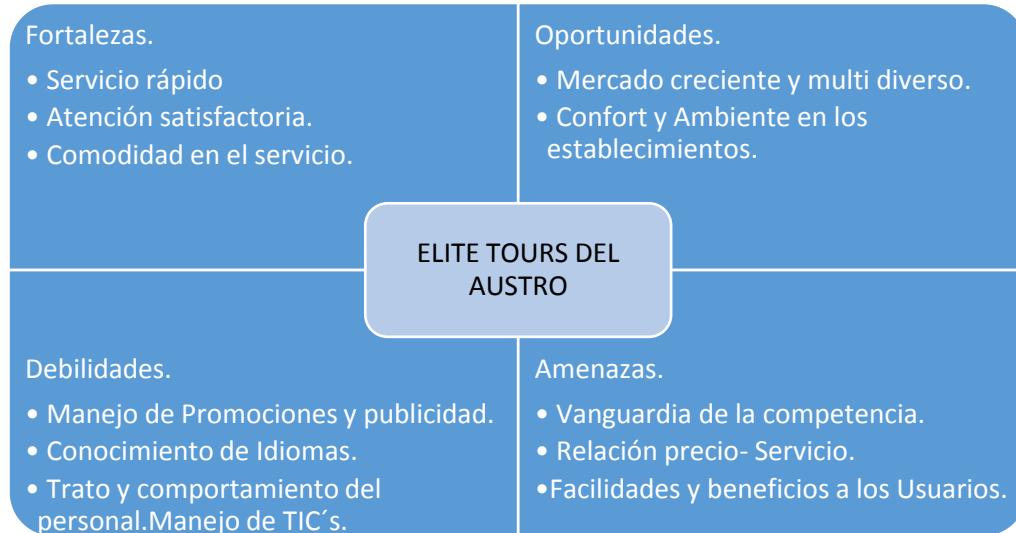 Fortalezas.
• Servicio rápido
• Atención satisfactoria.
• Comodidad en el servicio.
Oportunidades.
• Mercado creciente y multi diverso.
• Confort y Ambiente en los
establecimientos.
ELITE TOURS DEL
AUSTRO
Debilidades.
• Manejo de Promociones y publicidad.
• Conocimiento de Idiomas.
• Trato y comportamiento del
personal.Manejo de TIC´s.
Amenazas.
• Vanguardia de la competencia.
• Relación precio- Servicio.
•Facilidades y beneficios a los Usuarios.